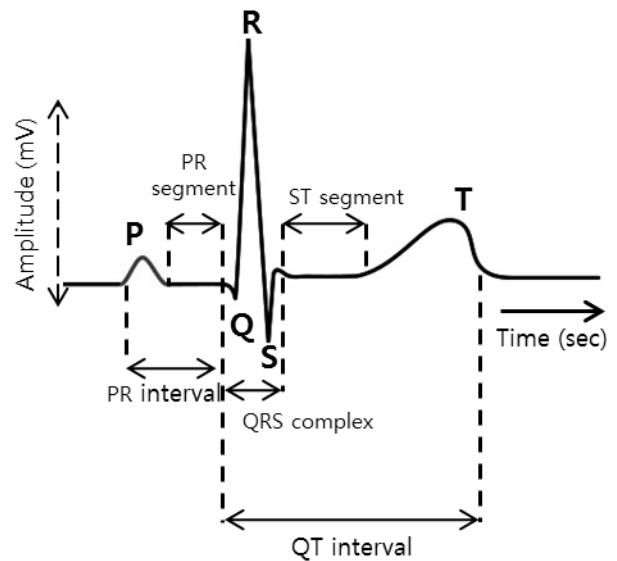 R
Amplitude (mV)
PR
segment
ST segment
P
T
Q
S
Time (sec)
PR interval
QRS complex
QT interval